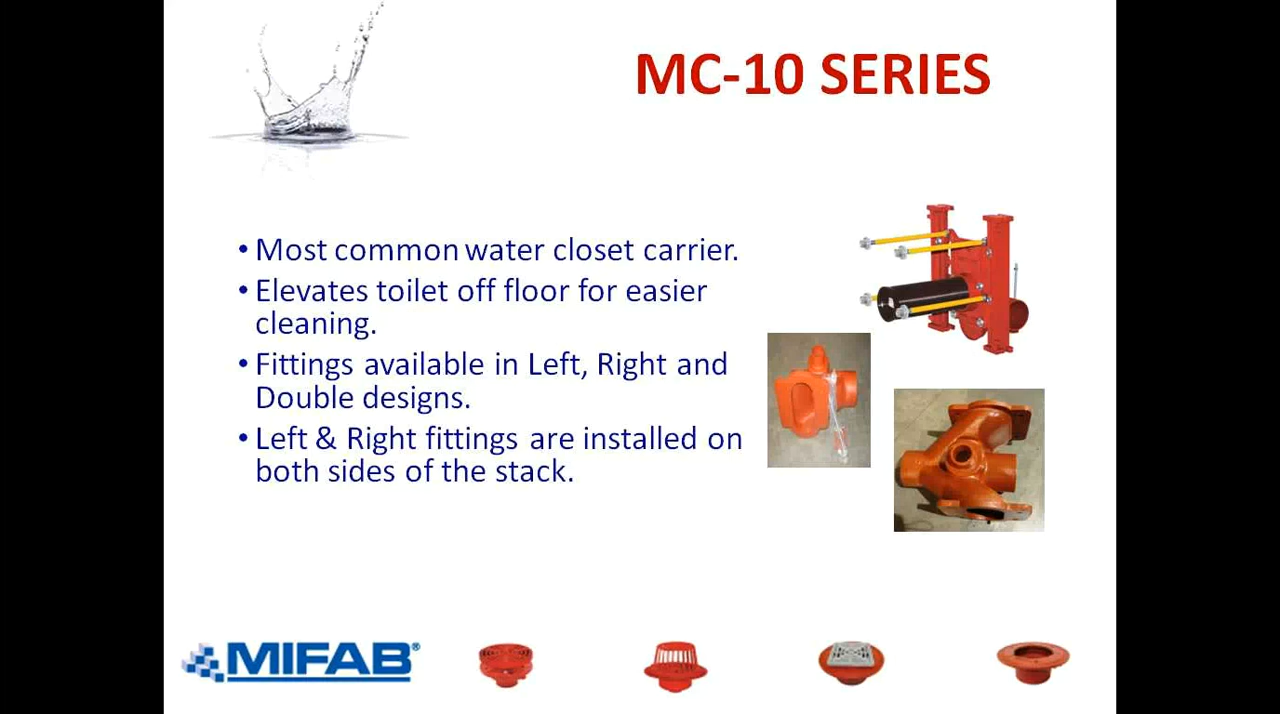 MC-10 SERIES
• Most common water closet carrier.
• Elevates toilet off floor for easier
cleaning.
• Fittings available in Left, Right and
Double designs.
• Left & Right fittings are installed on
both sides of the stack.
MIFAB®